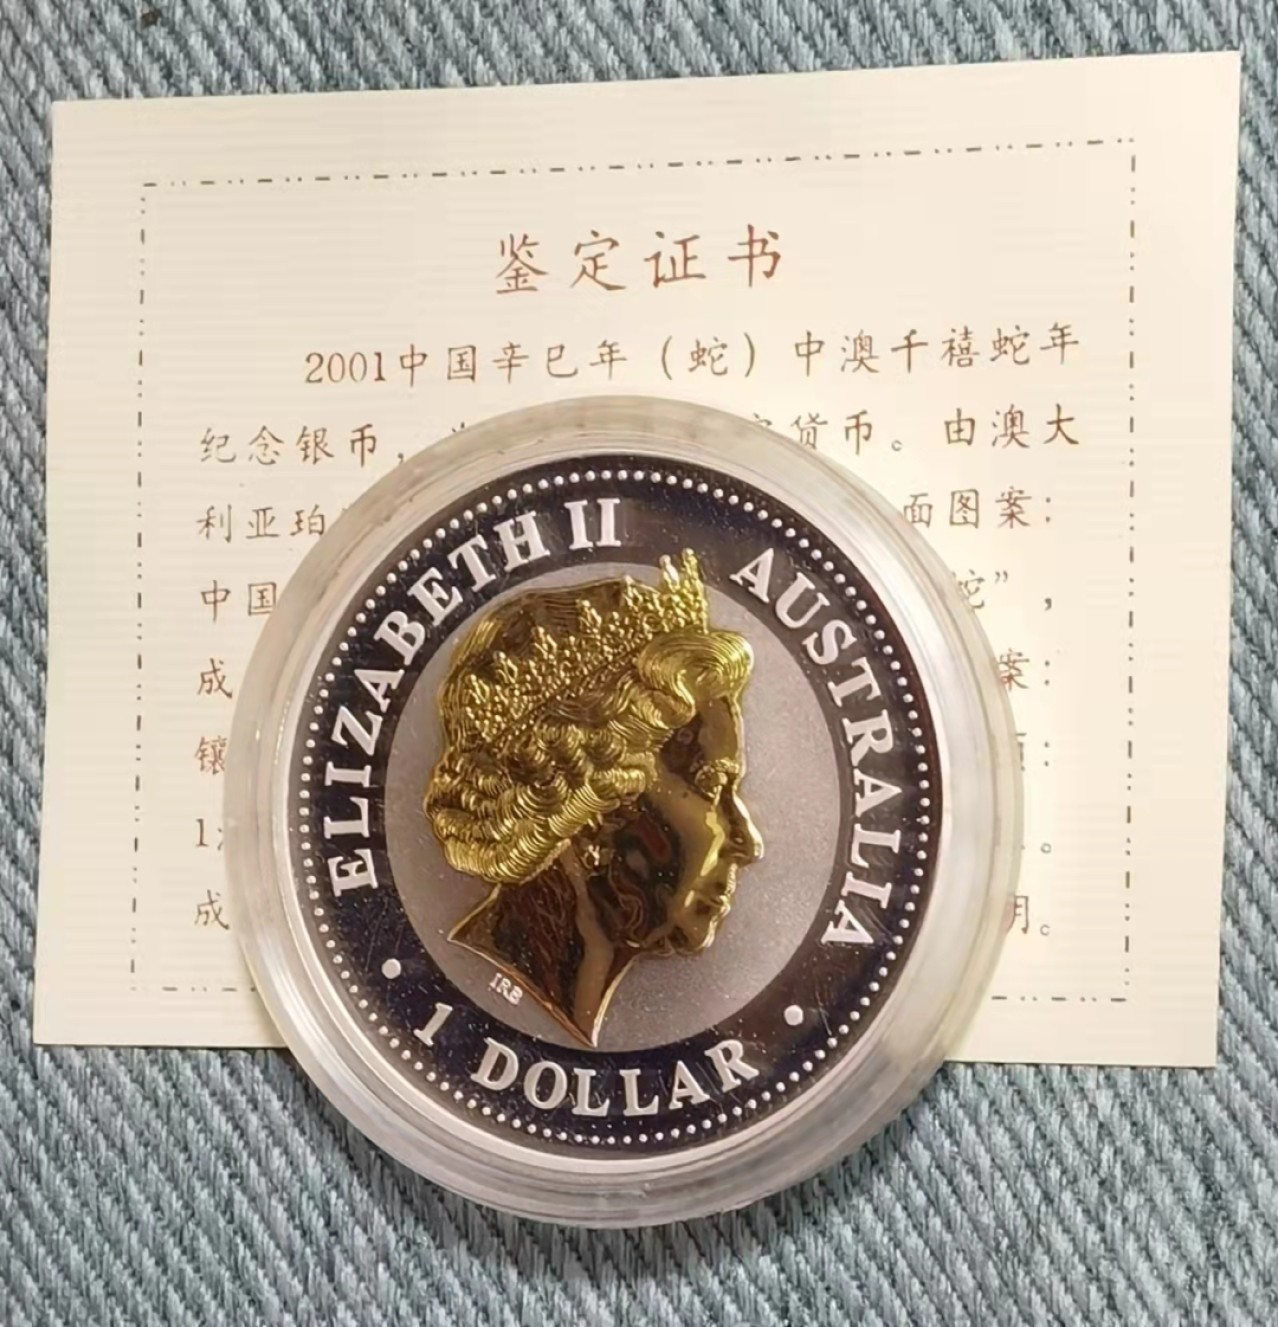 鉴定证书
2001中国辛巳年（蛇）中澳千禧蛇年
纪念银币，货币。由澳大
利亚珀面图案：
中国蛇”，
成案：
镶：
1。
成月。
ELIZABETH II
AUSTRALIA
1 DOLLAR
IRB